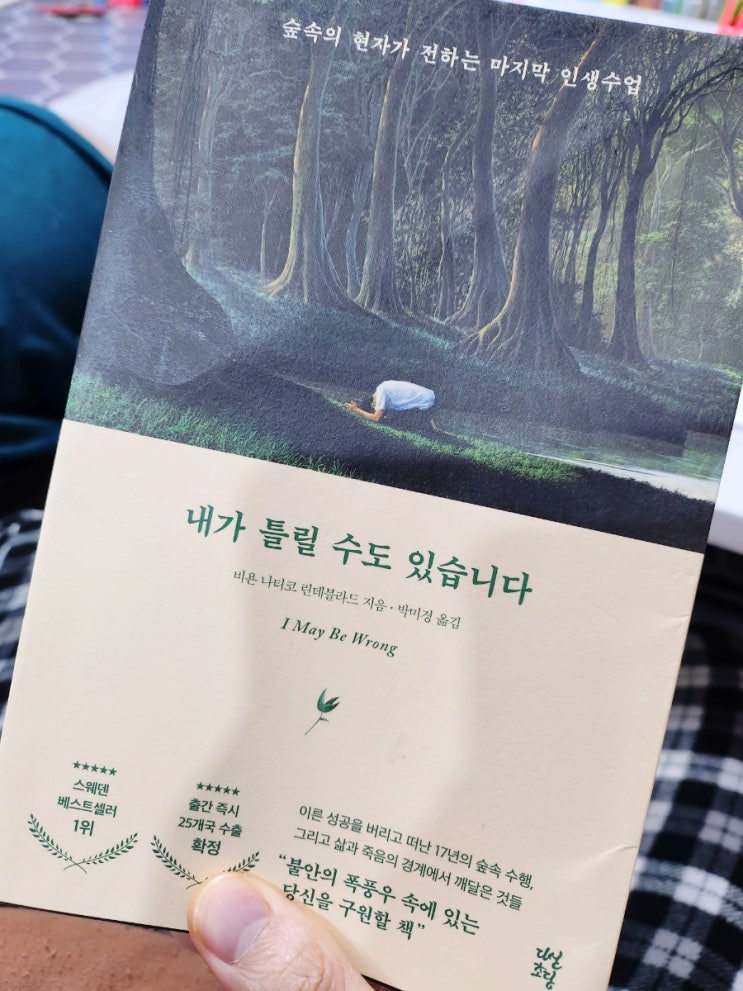 숲속의 현자가 전하는 마지막 인생수업
내가 틀릴 수도 있습니다
비욘 나티코 린데블라드 지음 · 박미경 옮김
I May Be Wrong
★★★★★
스웨덴
베스트셀러
1위
★★★★★
출간 즉시
25개국 수출
확정
이른 성공을 버리고 떠난 17년의 숲속 수행,
그리고 삶과 죽음의 경계에서 깨달은 것들
“불안의 폭풍우 속에 있는
당신을 구원할 책”
다산
초당